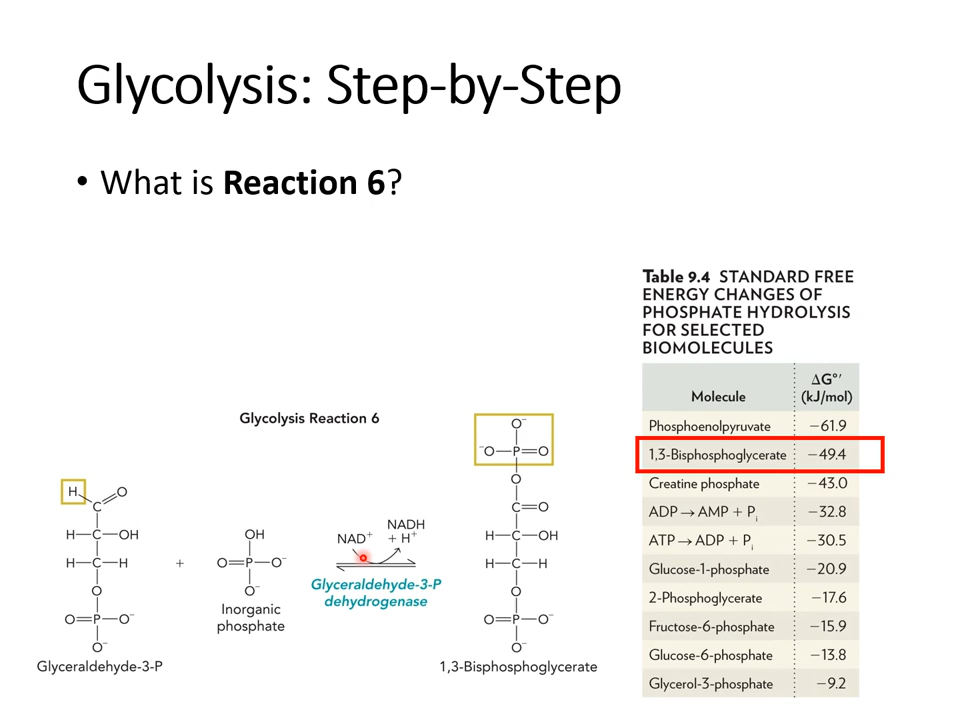 Glycolysis: Step-by-Step
• What is Reaction 6?
Table 9.4 STANDARD FREE
ENERGY CHANGES OF
PHOSPHATE HYDROLYSIS
FOR SELECTED
BIOMOLECULES
Molecule
ΔG°′
(kJ/mol)
Phosphoenolpyruvate −61.9
1,3-Bisphosphoglycerate −49.4
Creatine phosphate −43.0
ADP → AMP + Pᵢ −32.8
ATP → ADP + Pᵢ −30.5
Glucose-1-phosphate −20.9
2-Phosphoglycerate −17.6
Fructose-6-phosphate −15.9
Glucose-6-phosphate −13.8
Glycerol-3-phosphate −9.2
Glycolysis Reaction 6
H O
C
H—C—OH
H—C—H
O
O=P—O⁻
O⁻
Glyceraldehyde-3-P
+
OH
O=P—O⁻
O⁻
Inorganic
phosphate
NAD⁺
NADH
+ H⁺
Glyceraldehyde-3-P
dehydrogenase
O⁻
⁻O—P=O
O
C=O
H—C—OH
H—C—H
O
O=P—O⁻
O⁻
1,3-Bisphosphoglycerate